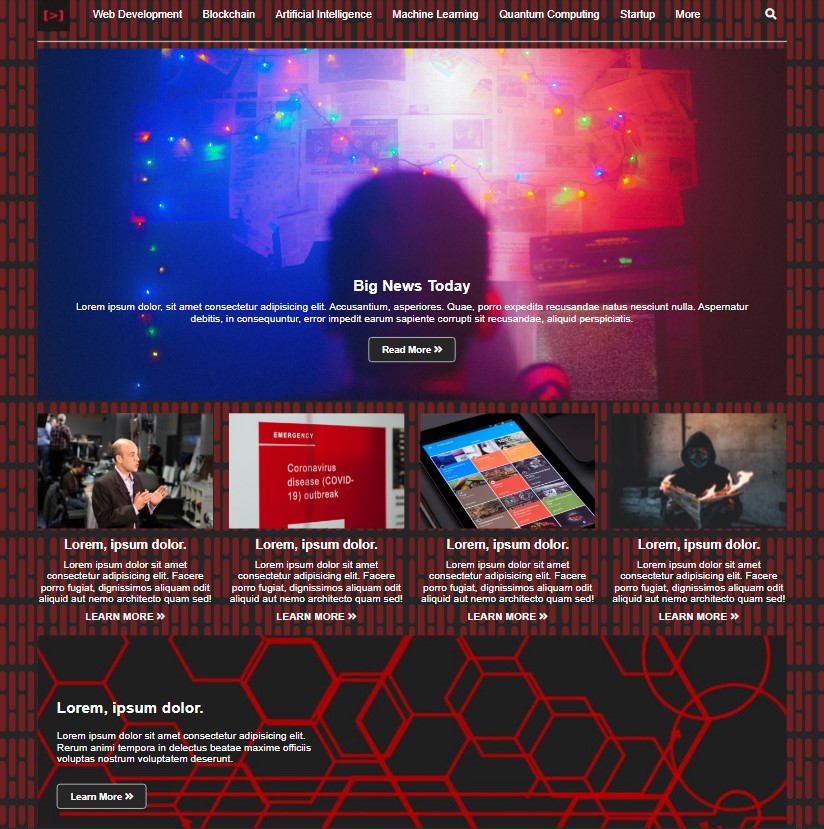 [>] Web Development Blockchain Artificial Intelligence Machine Learning Quantum Computing Startup More
Big News Today
Lorem ipsum dolor, sit amet consectetur adipisicing elit. Accusantium, asperiores. Quae, porro expedita recusandae natus nesciunt nulla. Aspernatur
debitis, in consequuntur, error impedit earum sapiente corrupti sit recusandae, aliquid perspiciatis.
Read More »
EMERGENCY
Coronavirus
disease (COVID-
19) outbreak
Lorem, ipsum dolor.
Lorem ipsum dolor sit amet
consectetur adipisicing elit. Facere
porro fugiat, dignissimos aliquam odit
aliquid aut nemo architecto quam sed!
LEARN MORE »
Lorem, ipsum dolor.
Lorem ipsum dolor sit amet
consectetur adipisicing elit. Facere
porro fugiat, dignissimos aliquam odit
aliquid aut nemo architecto quam sed!
LEARN MORE »
Lorem, ipsum dolor.
Lorem ipsum dolor sit amet
consectetur adipisicing elit. Facere
porro fugiat, dignissimos aliquam odit
aliquid aut nemo architecto quam sed!
LEARN MORE »
Lorem, ipsum dolor.
Lorem ipsum dolor sit amet
consectetur adipisicing elit. Facere
porro fugiat, dignissimos aliquam odit
aliquid aut nemo architecto quam sed!
LEARN MORE »
Lorem, ipsum dolor.
Lorem ipsum dolor sit amet consectetur adipisicing elit.
Rerum animi tempora in delectus beatae maxime officiis
voluptas nostrum voluptatem deserunt.
Learn More »